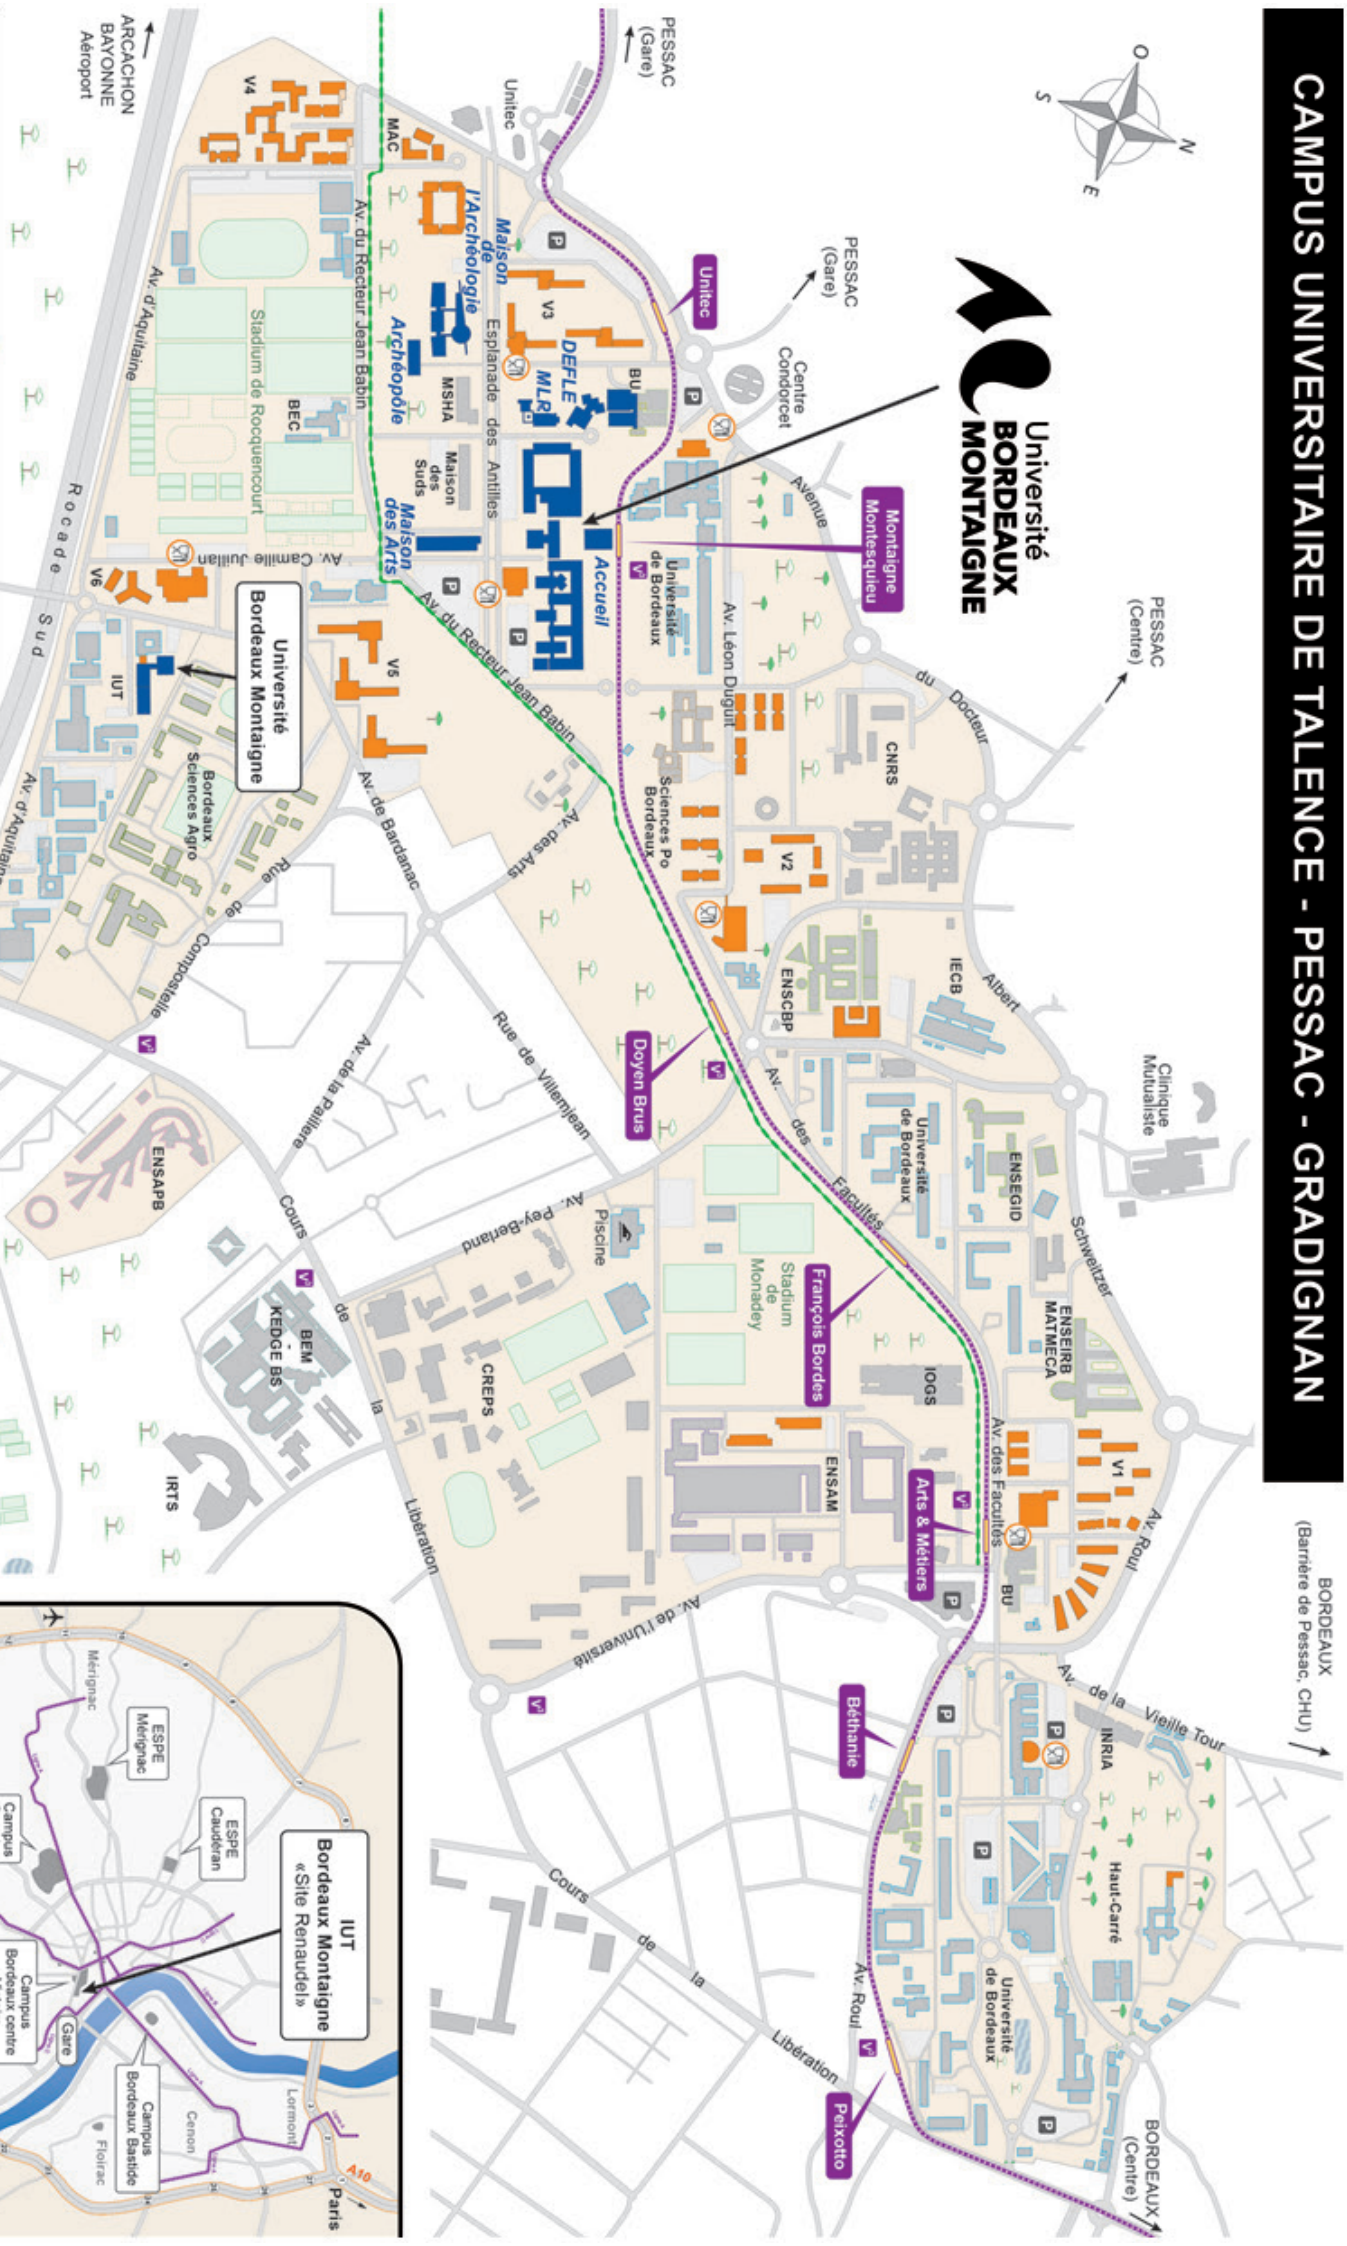 CAMPUS UNIVERSITAIRE DE TALENCE - PESSAC - GRADIGNAN
O
N
S
E
Université
BORDEAUX
MONTAIGNE
PESSAC
(Gare)
PESSAC
(Gare)
PESSAC
(Centre)
Clinique
Mutualiste
BORDEAUX
(Barrière de Pessac, CHU)
BORDEAUX
(Centre)
ARCACHON
BAYONNE
Aéroport
Unitec
Unitec
Centre
Condorcet
Montaigne
Montesquieu
Avenue
du
Docteur
Albert
Schweitzer
CNRS
IECB
ENSEGID
ENSEIRB
MATMECA
V1
Av. Roul
Av. de la Vieille Tour
INRIA
Haut-Carré
P
P
P
P
P
P
P
P
P
BU
Université
de Bordeaux
Av. Léon Duguit
Sciences Po
Bordeaux
V2
ENSCBP
Université
de Bordeaux
Av.
des
Facultés
Av. des Facultés
BU
Université
de Bordeaux
V4
MAC
Maison
de
l'Archéologie
V3
DEFLE
MLR
Esplanade des Antilles
Archéopôle
MSHA
Maison
des
Suds
Maison
des Arts
Accueil
Av. du Recteur Jean Babin
Av. du Recteur Jean Babin
Stadium de Rocquencourt
BEC
Av. d'Aquitaine
Av. Camille Jullian
Rocade Sud
V6
V5
Université
Bordeaux Montaigne
IUT
Bordeaux
Sciences Agro
Av. d'Aquitaine
Av. de Bardanac
Av. des Arts
Rue
de
Compostelle
Rue de Villemjean
Av. de la Paillere
Doyen Brus
François Bordes
Arts & Métiers
Béthanie
Peixotto
Stadium
de
Monadey
IOGS
ENSAM
Piscine
Av. Pey-Berland
CREPS
ENSAPB
BEM
-
KEDGE BS
IRTS
Cours
de
la
Libération
Av. de l'Université
Cours
de
la
Libération
Av. Roul
Mérignac
ESPE
Mérignac
ESPE
Caudéran
IUT
Bordeaux Montaigne
«Site Renaudel»
Campus
Campus
Bordeaux centre
Gare
Campus
Bordeaux Bastide
Cenon
Lormont
Floirac
A10
Paris